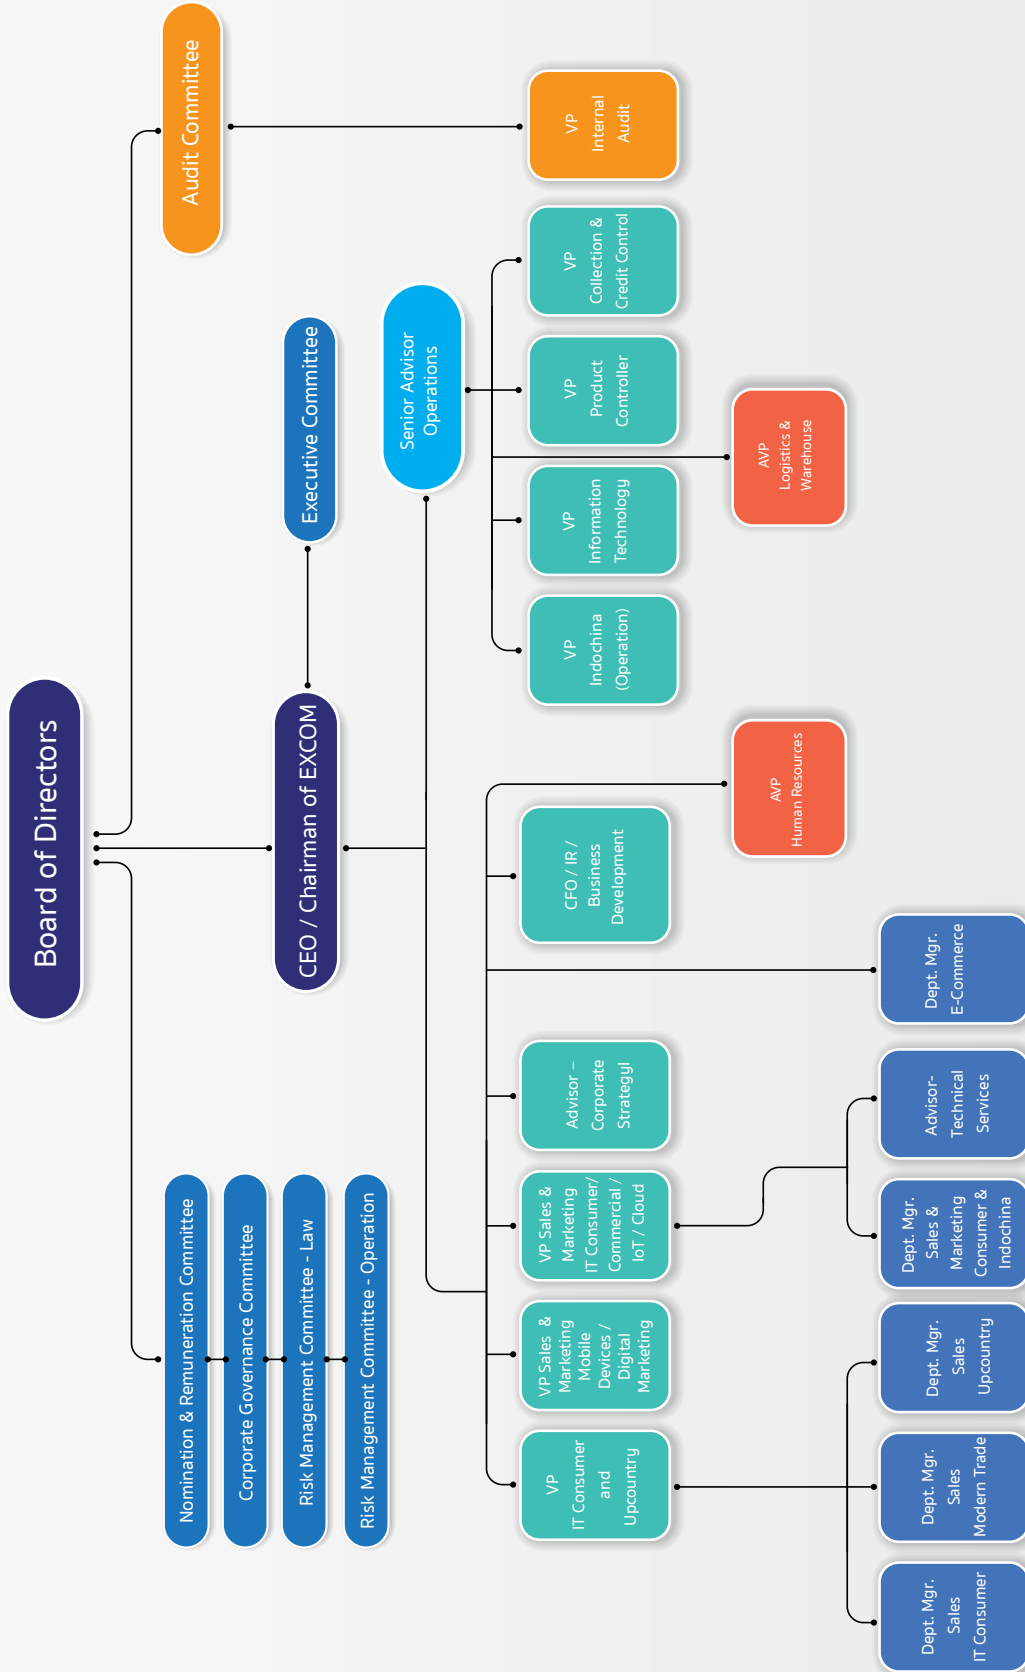 Board of Directors
Audit Committee
Nomination & Remuneration Committee
Corporate Governance Committee
Risk Management Committee - Law
Risk Management Committee - Operation
CEO / Chairman of EXCOM
Executive Committee
Senior Advisor
Operations
VP
IT Consumer
and
Upcountry
VP Sales &
Marketing
Mobile
Devices /
Digital
Marketing
VP Sales &
Marketing
IT Consumer/
Commercial /
IoT / Cloud
Advisor –
Corporate
Strategyl
CFO / IR /
Business
Development
VP
Indochina
(Operation)
VP
Information
Technology
VP
Product
Controller
VP
Collection &
Credit Control
VP
Internal
Audit
AVP
Human Resources
AVP
Logistics &
Warehouse
Dept. Mgr.
Sales
IT Consumer
Dept. Mgr.
Sales
Modern Trade
Dept. Mgr.
Sales
Upcountry
Dept. Mgr.
Sales &
Marketing
Consumer &
Indochina
Advisor-
Technical
Services
Dept. Mgr.
E-Commerce